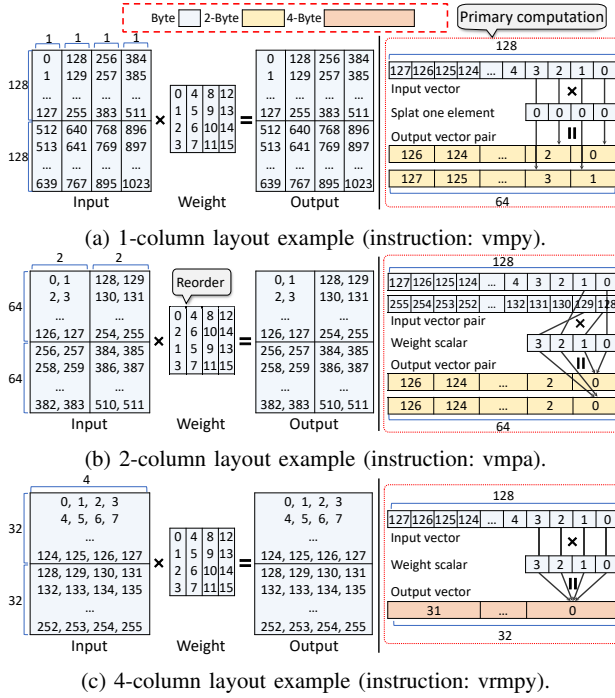 Byte 2-Byte 4-Byte
Primary computation
1 1 1 1
128
128
0 128 256 384
1 129 257 385
... ... ... ...
127 255 383 511
512 640 768 896
513 641 769 897
... ... ... ...
639 767 895 1023
Input
×
0 4 8 12
1 5 9 13
2 6 10 14
3 7 11 15
Weight
=
0 128 256 384
1 129 257 385
... ... ... ...
127 255 383 511
512 640 768 896
513 641 769 897
... ... ... ...
639 767 895 1023
Output
128
127 126 125 124 ... 4 3 2 1 0
Input vector
×
Splat one element 0 0 0 0
Output vector pair =
126 124 ... 2 0
127 125 ... 3 1
64
(a) 1-column layout example (instruction: vmpy).
2 2
64
64
0, 1 128, 129
2, 3 130, 131
... ...
126, 127 254, 255
256, 257 384, 385
258, 259 386, 387
... ...
382, 383 510, 511
Input
×
Reorder
0 4 8 12
2 6 10 14
1 5 9 13
3 7 11 15
Weight
=
0, 1 128, 129
2, 3 130, 131
... ...
126, 127 254, 255
256, 257 384, 385
258, 259 386, 387
... ...
382, 383 510, 511
Output
128
127 126 125 124 ... 4 3 2 1 0
255 254 253 252 ... 132 131 130 129 128
Input vector pair ×
Weight scalar 3 2 1 0
Output vector pair =
126 124 ... 2 0
126 124 ... 2 0
64
(b) 2-column layout example (instruction: vmpa).
4
32
32
0, 1, 2, 3
4, 5, 6, 7
...
124, 125, 126, 127
128, 129, 130, 131
132, 133, 134, 135
...
252, 253, 254, 255
Input
×
0 4 8 12
1 5 9 13
2 6 10 14
3 7 11 15
Weight
=
0, 1, 2, 3
4, 5, 6, 7
...
124, 125, 126, 127
128, 129, 130, 131
132, 133, 134, 135
...
252, 253, 254, 255
Output
128
127 126 125 124 ... 4 3 2 1 0
Input vector ×
Weight scalar 3 2 1 0
Output vector =
31 ... 0
32
(c) 4-column layout example (instruction: vrmpy).